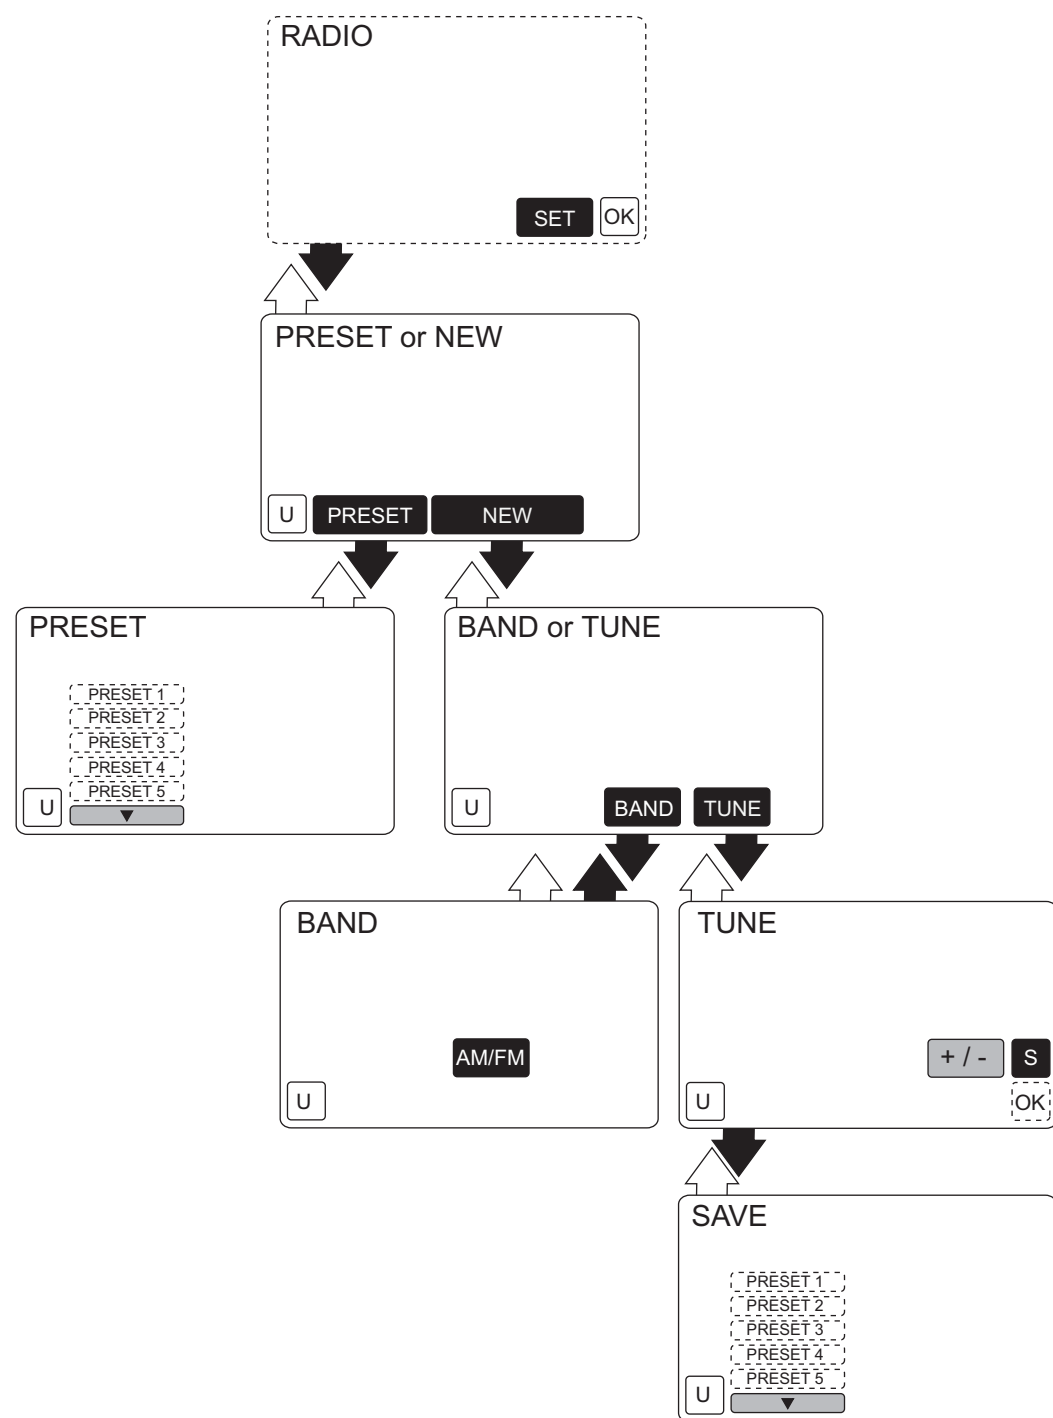 RADIO
SET OK
PRESET or NEW
U PRESET NEW
PRESET
PRESET 1
PRESET 2
PRESET 3
PRESET 4
PRESET 5
U
BAND or TUNE
U BAND TUNE
BAND
AM/FM
U
TUNE
+ / - S
U OK
SAVE
PRESET 1
PRESET 2
PRESET 3
PRESET 4
PRESET 5
U